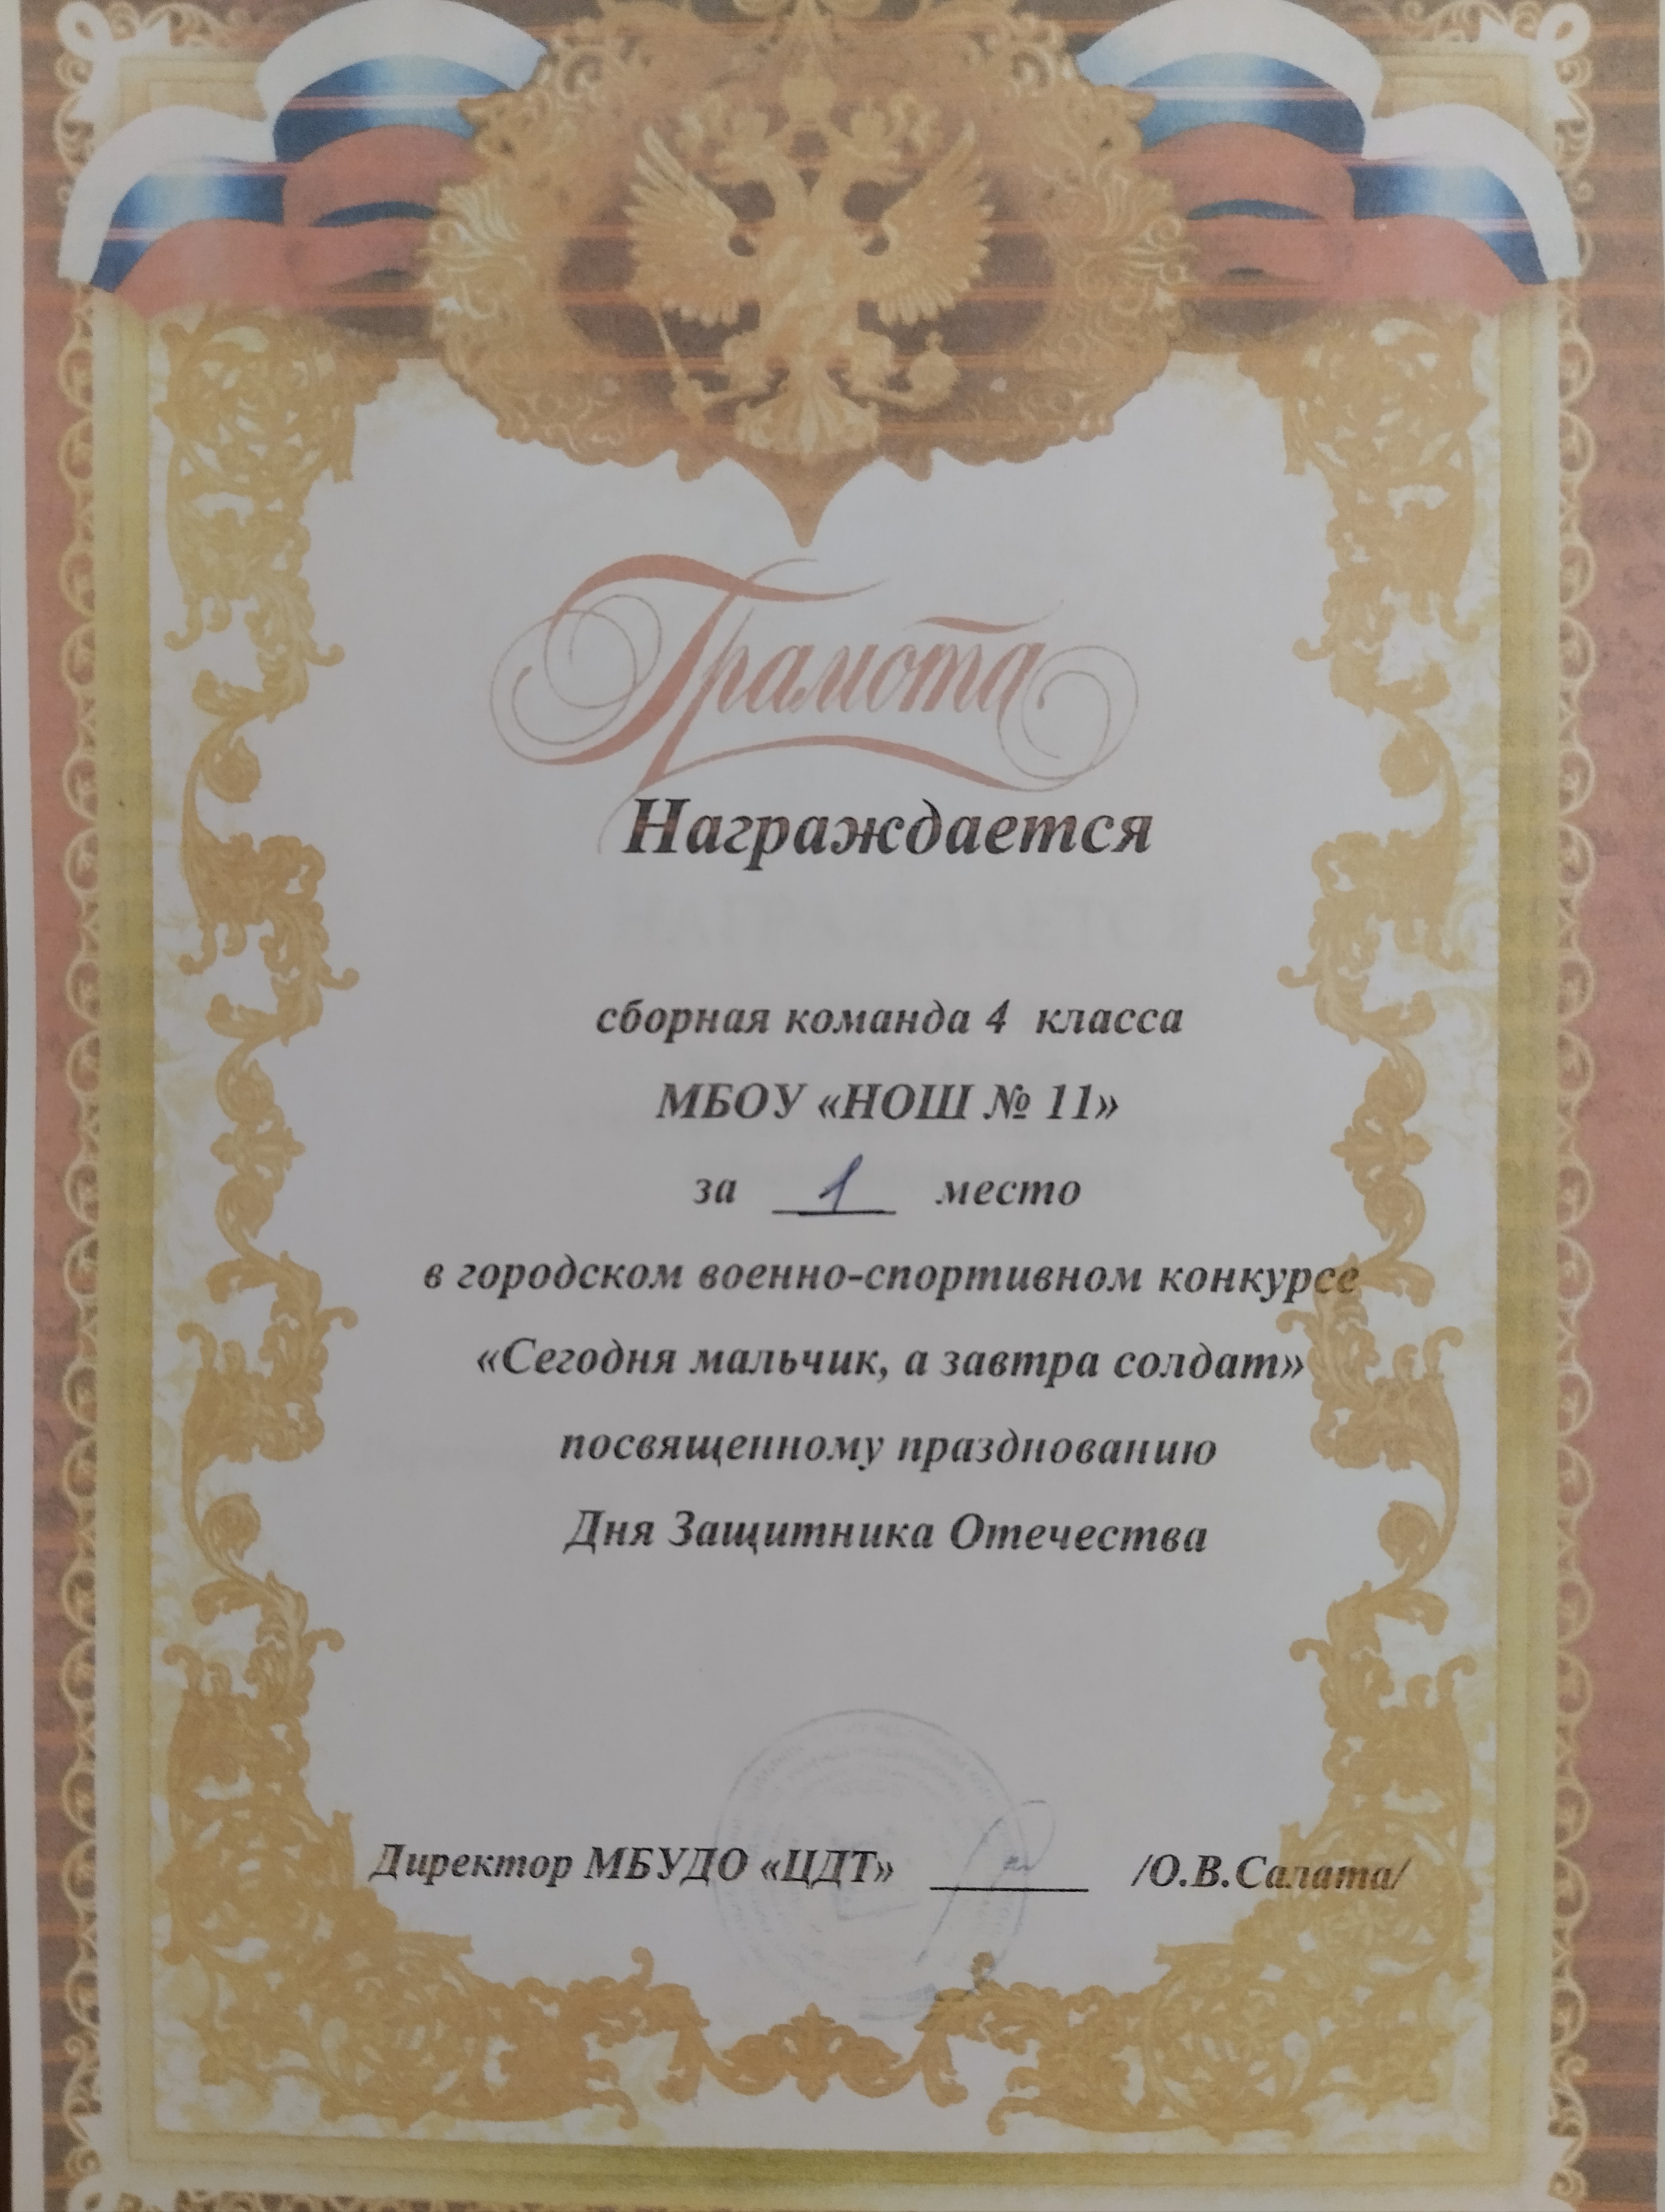 Грамота
Награждается
сборная команда 4 класса
МБОУ «НОШ № 11»
за 1 место
в городском военно-спортивном конкурсе
«Сегодня мальчик, а завтра солдат»
посвященному празднованию
Дня Защитника Отечества
Директор МБУДО «ЦДТ» /О.В.Салата/